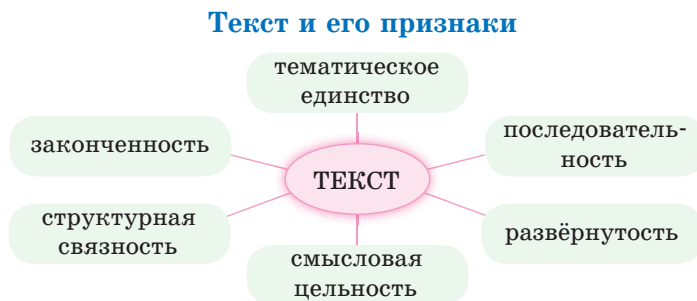 Текст и его признаки
тематическое
единство
законченность
последователь-
ность
ТЕКСТ
структурная
связность
развёрнутость
смысловая
цельность